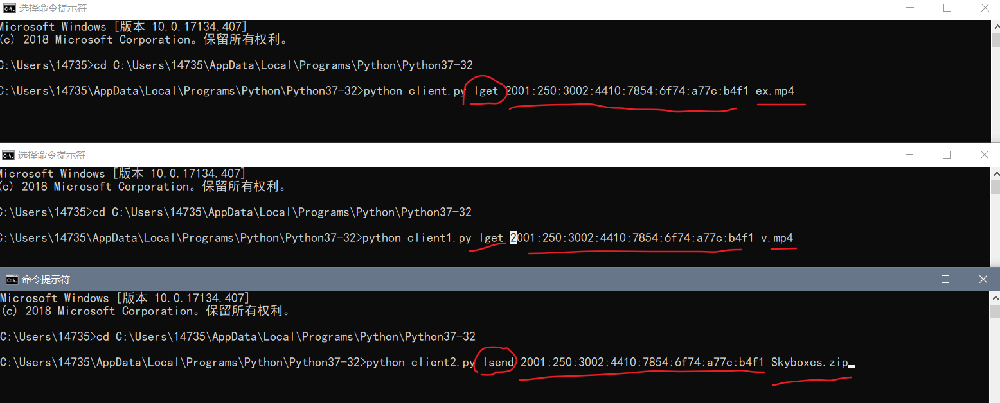 选择命令提示符
Microsoft Windows [版本 10.0.17134.407]
(c) 2018 Microsoft Corporation。保留所有权利。
C:\Users\14735>cd C:\Users\14735\AppData\Local\Programs\Python\Python37-32
C:\Users\14735\AppData\Local\Programs\Python\Python37-32>python client.py lget 2001:250:3002:4410:7854:6f74:a77c:b4f1 ex.mp4
选择命令提示符
Microsoft Windows [版本 10.0.17134.407]
(c) 2018 Microsoft Corporation。保留所有权利。
C:\Users\14735>cd C:\Users\14735\AppData\Local\Programs\Python\Python37-32
C:\Users\14735\AppData\Local\Programs\Python\Python37-32>python client1.py lget 2001:250:3002:4410:7854:6f74:a77c:b4f1 v.mp4
命令提示符
Microsoft Windows [版本 10.0.17134.407]
(c) 2018 Microsoft Corporation。保留所有权利。
C:\Users\14735>cd C:\Users\14735\AppData\Local\Programs\Python\Python37-32
C:\Users\14735\AppData\Local\Programs\Python\Python37-32>python client2.py lsend 2001:250:3002:4410:7854:6f74:a77c:b4f1 Skyboxes.zip